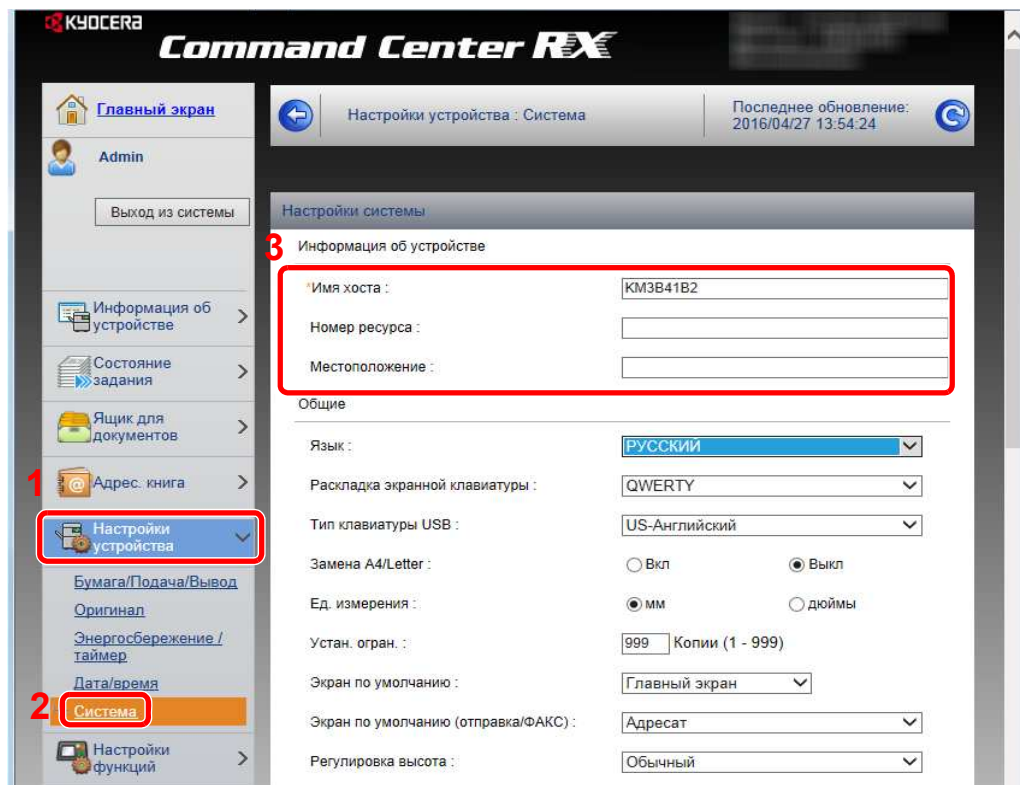 KYOCERA
Command Center RX
Главный экран
Admin
Выход из системы
Информация об
устройстве
Состояние
задания
Ящик для
документов
1
Адрес. книга
Настройки
устройства
Бумага/Подача/Вывод
Оригинал
Энергосбережение /
таймер
Дата/время
2
Система
Настройки
функций
Настройки устройства : Система
Последнее обновление:
2016/04/27 13:54:24
Настройки системы
3
Информация об устройстве
*Имя хоста : KM3B41B2
Номер ресурса :
Местоположение :
Общие
Язык : РУССКИЙ
Раскладка экранной клавиатуры : QWERTY
Тип клавиатуры USB : US-Английский
Замена A4/Letter : Вкл Выкл
Ед. измерения : мм дюймы
Устан. огран. : 999 Копии (1 - 999)
Экран по умолчанию : Главный экран
Экран по умолчанию (отправка/ФАКС) : Адресат
Регулировка высота : Обычный